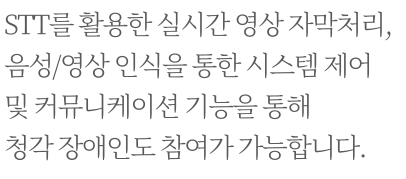 STT를 활용한 실시간 영상 자막처리,
음성/영상 인식을 통한 시스템 제어
및 커뮤니케이션 기능을 통해
청각 장애인도 참여가 가능합니다.